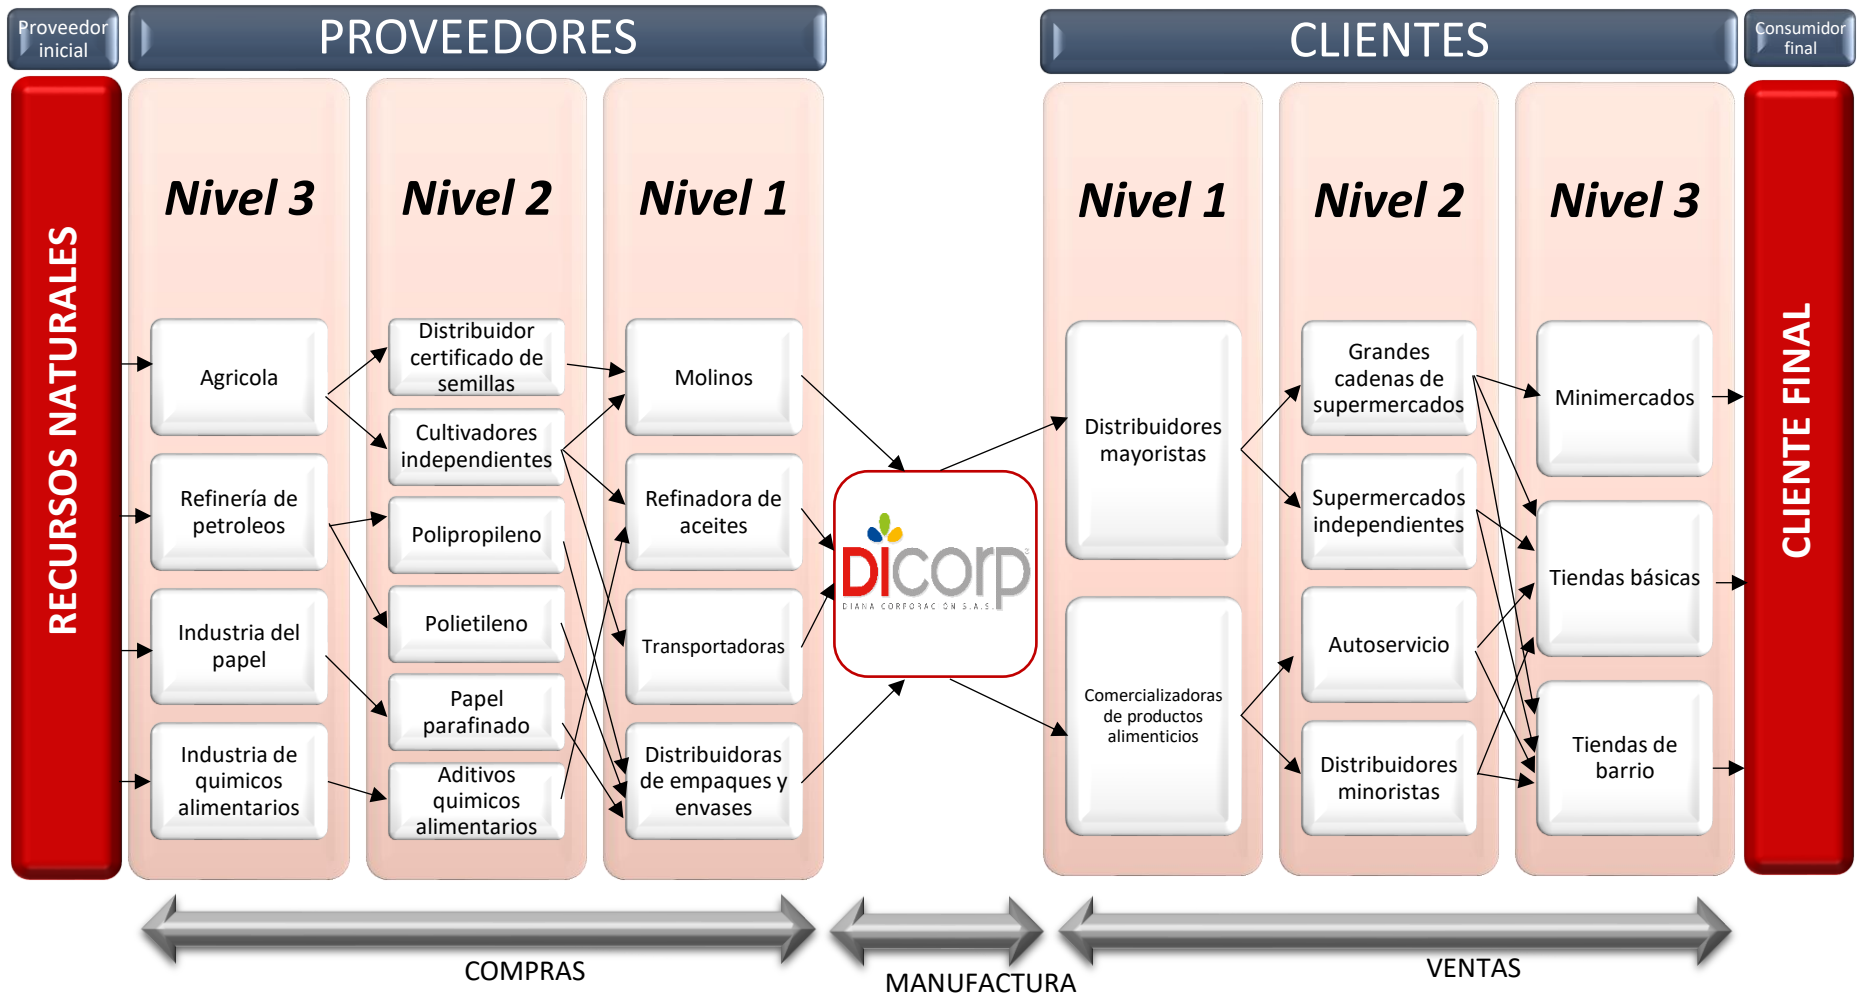 Proveedor
inicial
PROVEEDORES
CLIENTES
Consumidor
final
RECURSOS NATURALES
Nivel 3
Nivel 2
Nivel 1
Nivel 1
Nivel 2
Nivel 3
CLIENTE FINAL
Agricola
Refinería de
petroleos
Industria del
papel
Industria de
quimicos
alimentarios
Distribuidor
certificado de
semillas
Cultivadores
independientes
Polipropileno
Polietileno
Papel
parafinado
Aditivos
quimicos
alimentarios
Molinos
Refinadora de
aceites
Transportadoras
Distribuidoras
de empaques y
envases
Dicorp
DIANA CORPORACIÓN S.A.S.
Distribuidores
mayoristas
Comercializadoras
de productos
alimenticios
Grandes
cadenas de
supermercados
Supermercados
independientes
Autoservicio
Distribuidores
minoristas
Minimercados
Tiendas básicas
Tiendas de
barrio
COMPRAS
MANUFACTURA
VENTAS